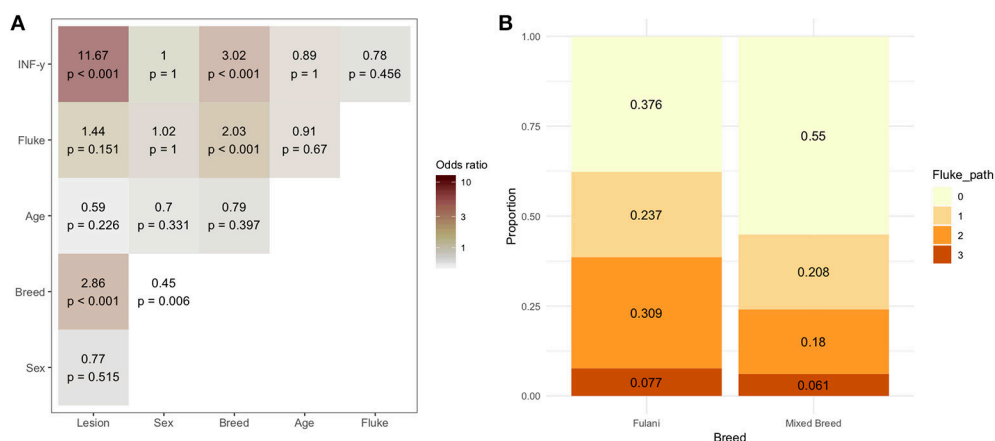 A
INF-y
11.67
p < 0.001
1
p = 1
3.02
p < 0.001
0.89
p = 1
0.78
p = 0.456
Fluke
1.44
p = 0.151
1.02
p = 1
2.03
p < 0.001
0.91
p = 0.67
Age
0.59
p = 0.226
0.7
p = 0.331
0.79
p = 0.397
Breed
2.86
p < 0.001
0.45
p = 0.006
Sex
0.77
p = 0.515
Lesion
Sex
Breed
Age
Fluke
Odds ratio
10
3
1
B
Proportion
1.00
0.75
0.50
0.25
0.00
0.376
0.237
0.309
0.077
0.55
0.208
0.18
0.061
Fulani
Mixed Breed
Breed
Fluke_path
0
1
2
3